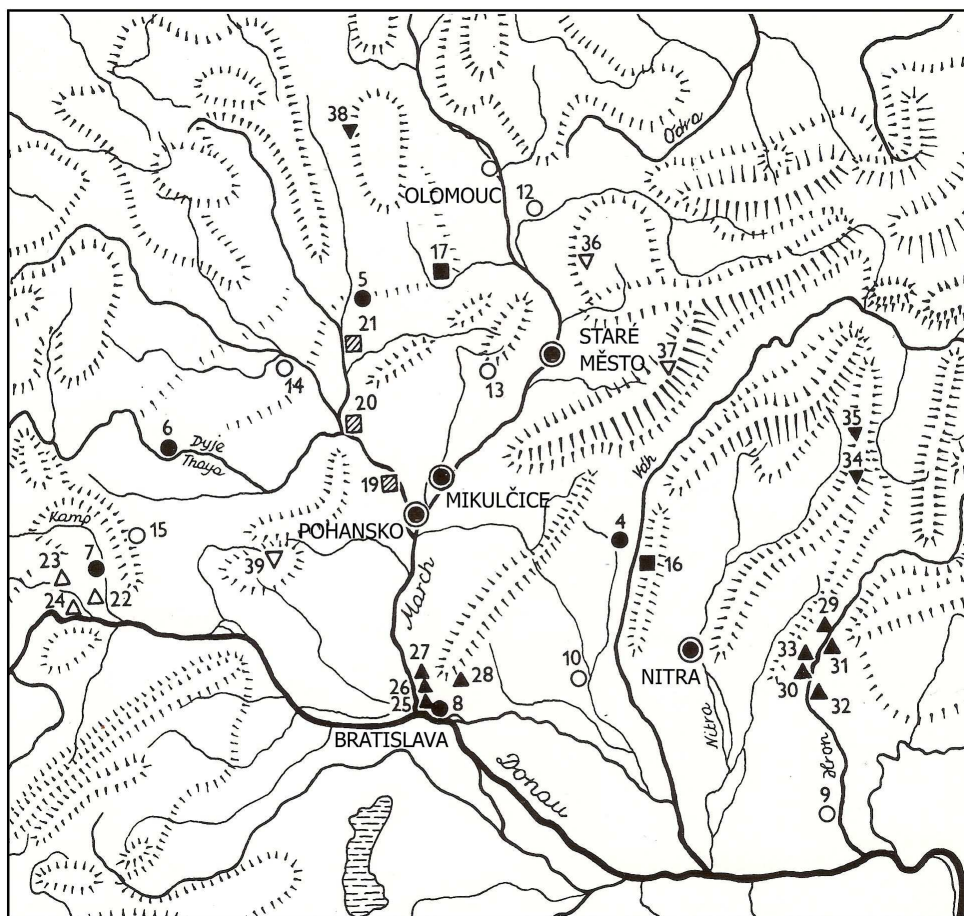 38
Odra
OLOMOUC
12
36
17
5
21
STARÉ
MĚSTO
37
14
13
20
35
6
Dyje
Thaya
Váh
34
19
MIKULČICE
Kamp
15
POHANSKO
4
7
39
16
23
24
22
March
29
27
28
10
33
31
26
NITRA
30
25
8
32
BRATISLAVA
Nitra
Hron
Donau
9